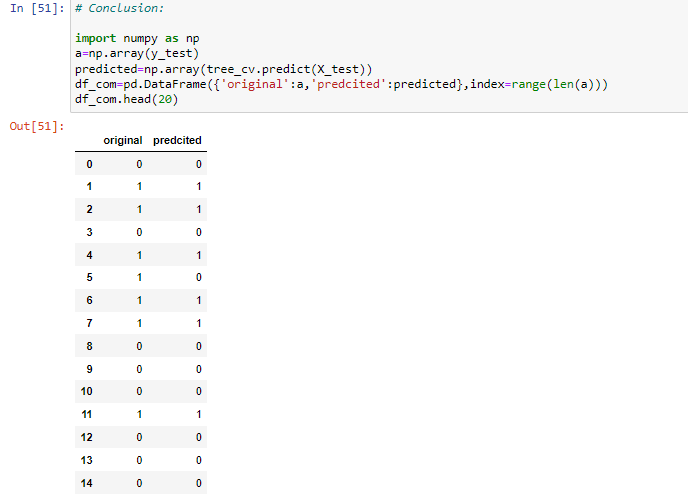 In [51]: # Conclusion:
import numpy as np
a=np.array(y_test)
predicted=np.array(tree_cv.predict(X_test))
df_com=pd.DataFrame({'original':a,'predcited':predicted},index=range(len(a)))
df_com.head(20)
Out[51]:
original predcited
0 0 0
1 1 1
2 1 1
3 0 0
4 1 1
5 1 0
6 1 1
7 1 1
8 0 0
9 0 0
10 0 0
11 1 1
12 0 0
13 0 0
14 0 0